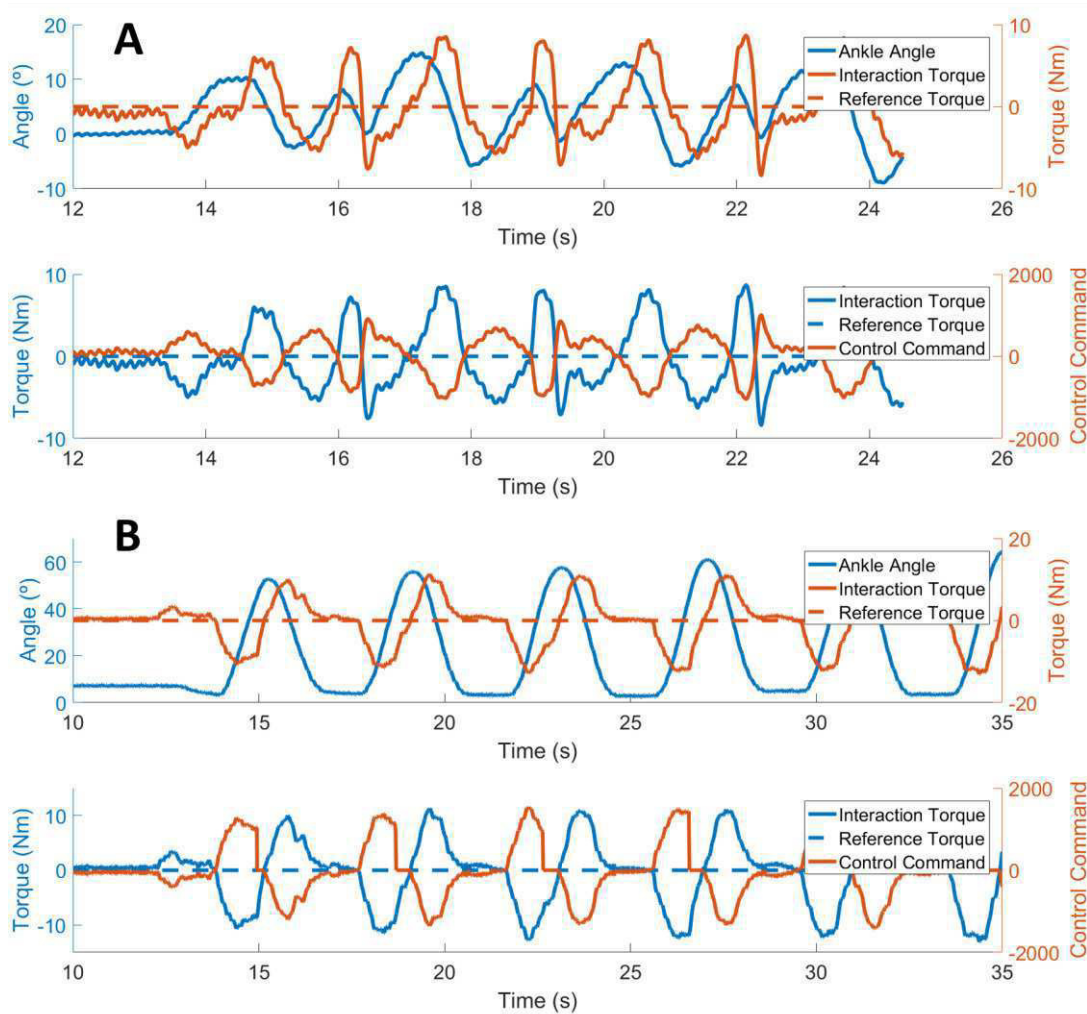 A
20
10
0
-10
Angle (º)
10
0
-10
Torque (Nm)
Ankle Angle
Interaction Torque
Reference Torque
12 14 16 18 20 22 24 26
Time (s)
10
0
-10
Torque (Nm)
2000
0
-2000
Control Command
Interaction Torque
Reference Torque
Control Command
12 14 16 18 20 22 24 26
Time (s)
B
60
40
20
0
Angle (º)
20
0
-20
Torque (Nm)
Ankle Angle
Interaction Torque
Reference Torque
10 15 20 25 30 35
Time (s)
10
0
-10
Torque (Nm)
2000
0
-2000
Control Command
Interaction Torque
Reference Torque
Control Command
10 15 20 25 30 35
Time (s)